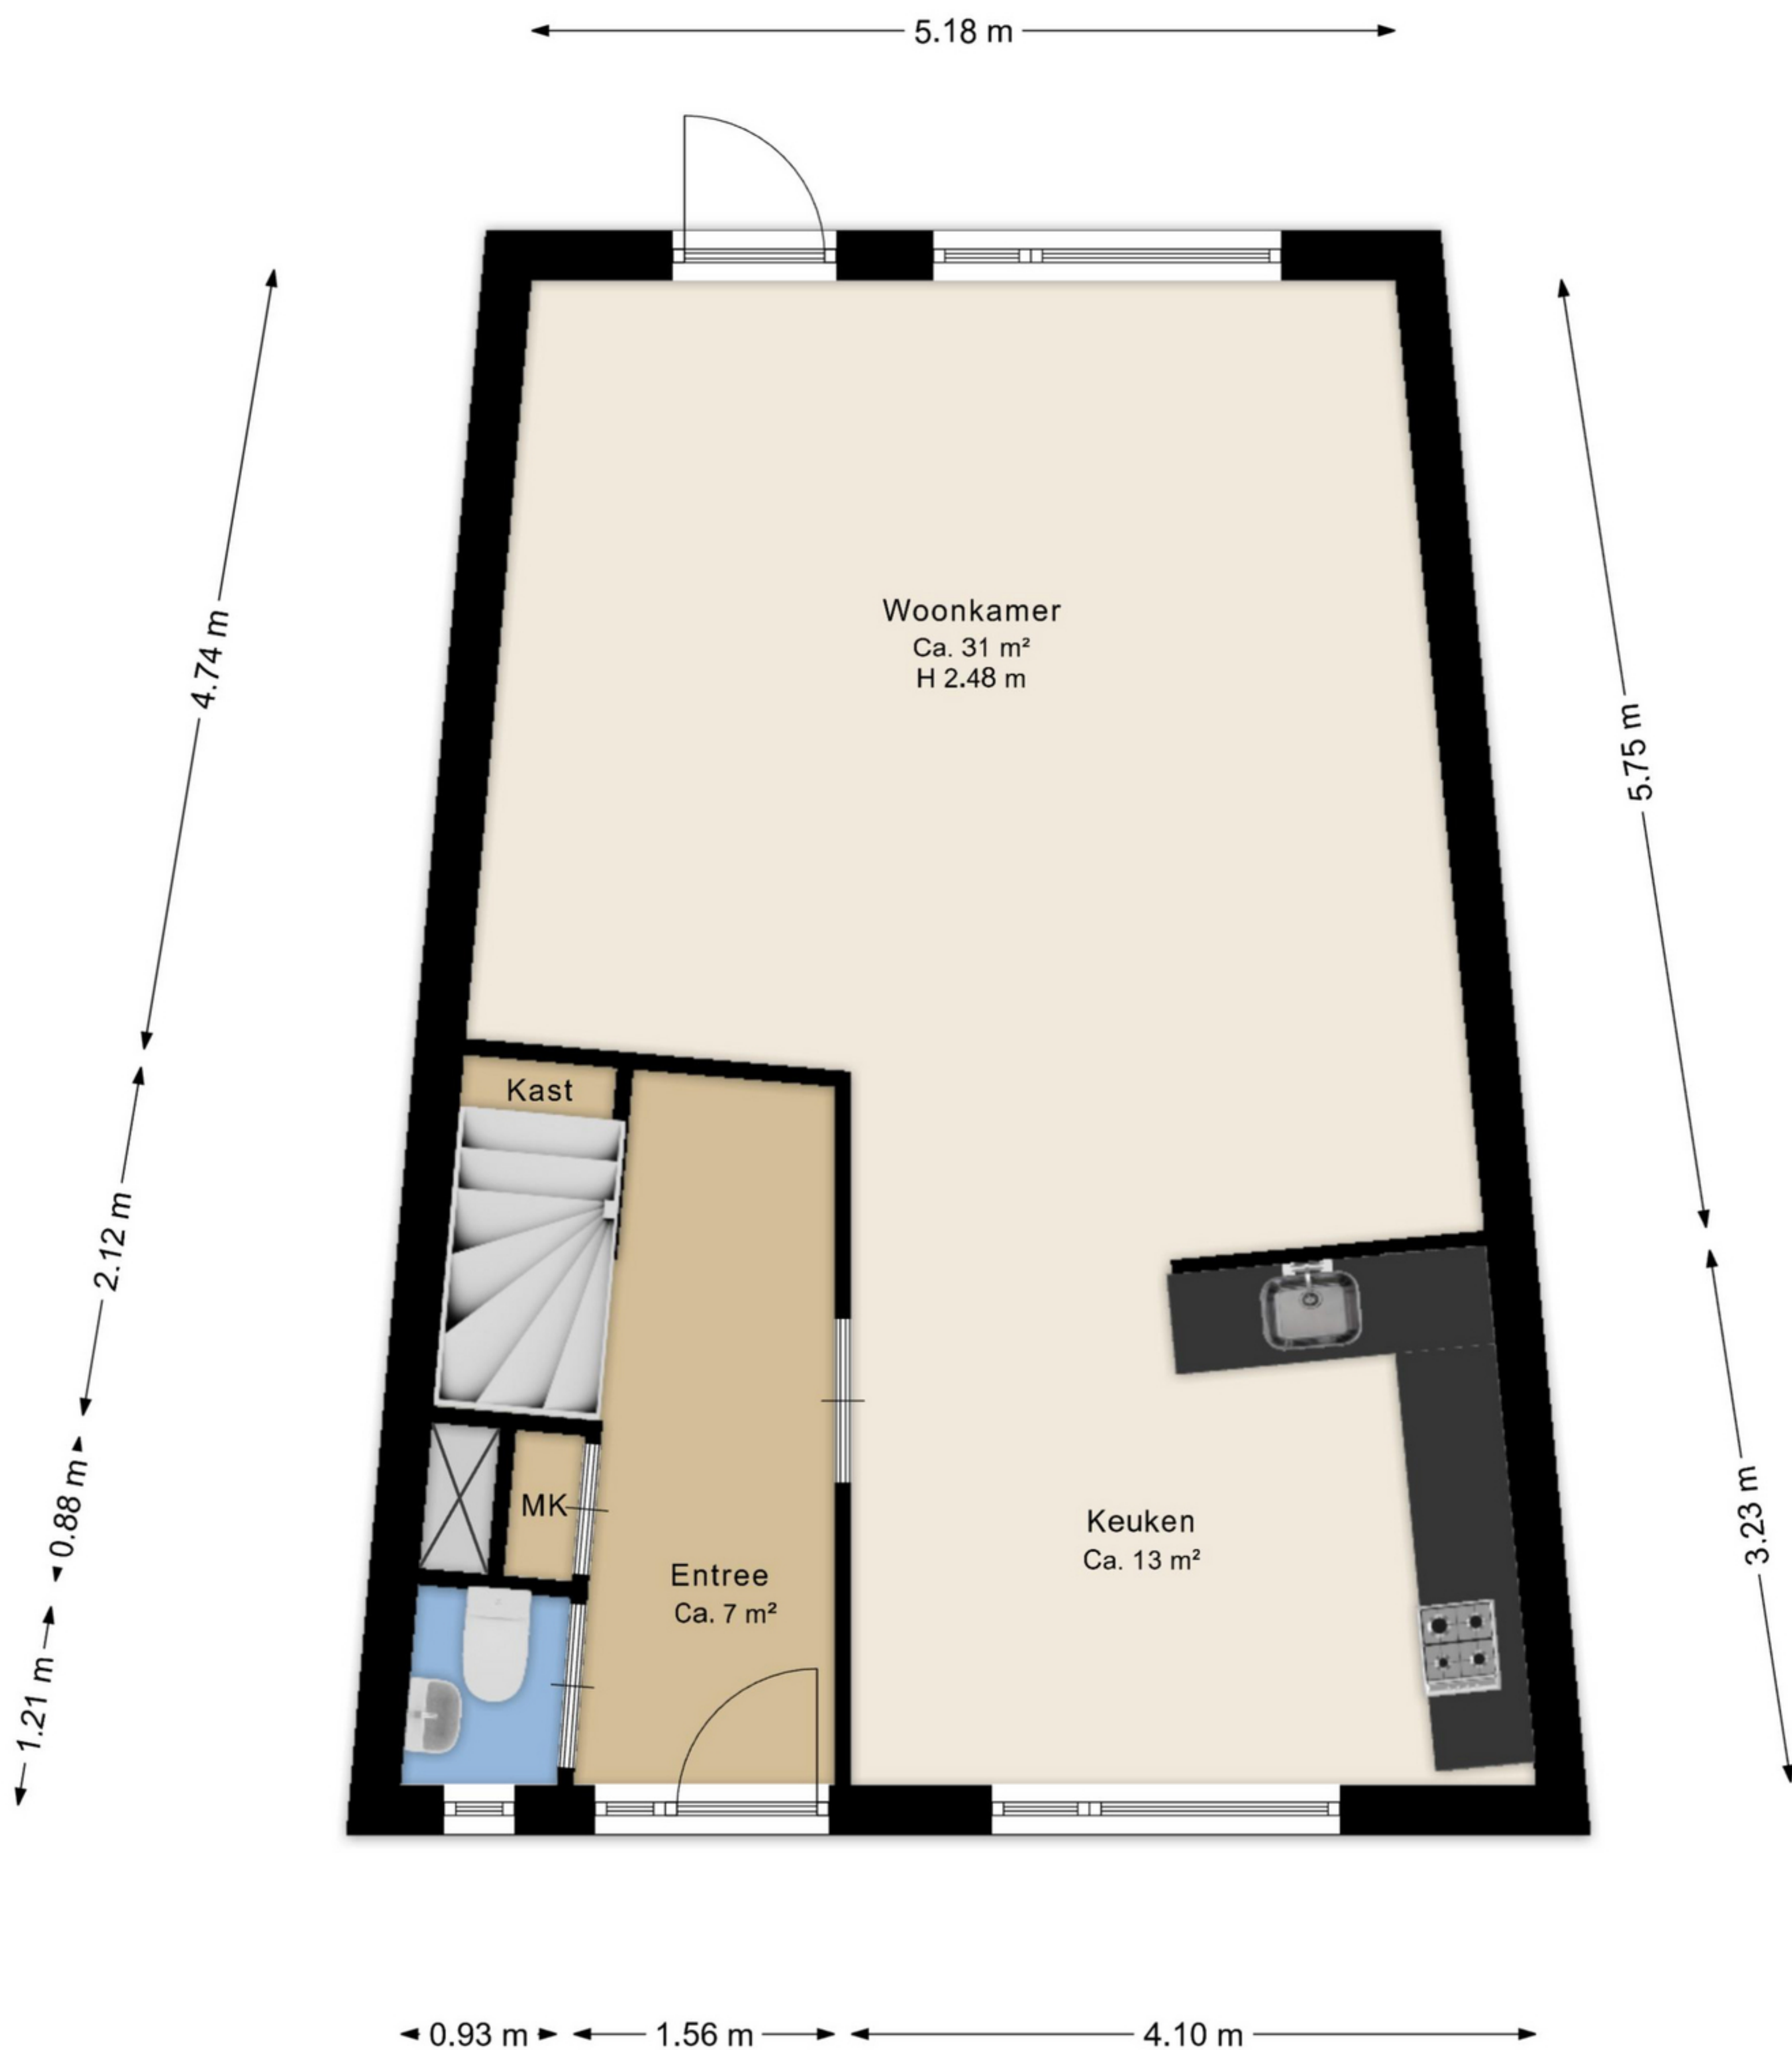 5.18 m
4.74 m
Woonkamer
Ca. 31 m²
H 2.48 m
5.75 m
Kast
2.12 m
0.88 m
MK
Keuken
Ca. 13 m²
3.23 m
Entree
Ca. 7 m²
1.21 m
0.93 m
1.56 m
4.10 m